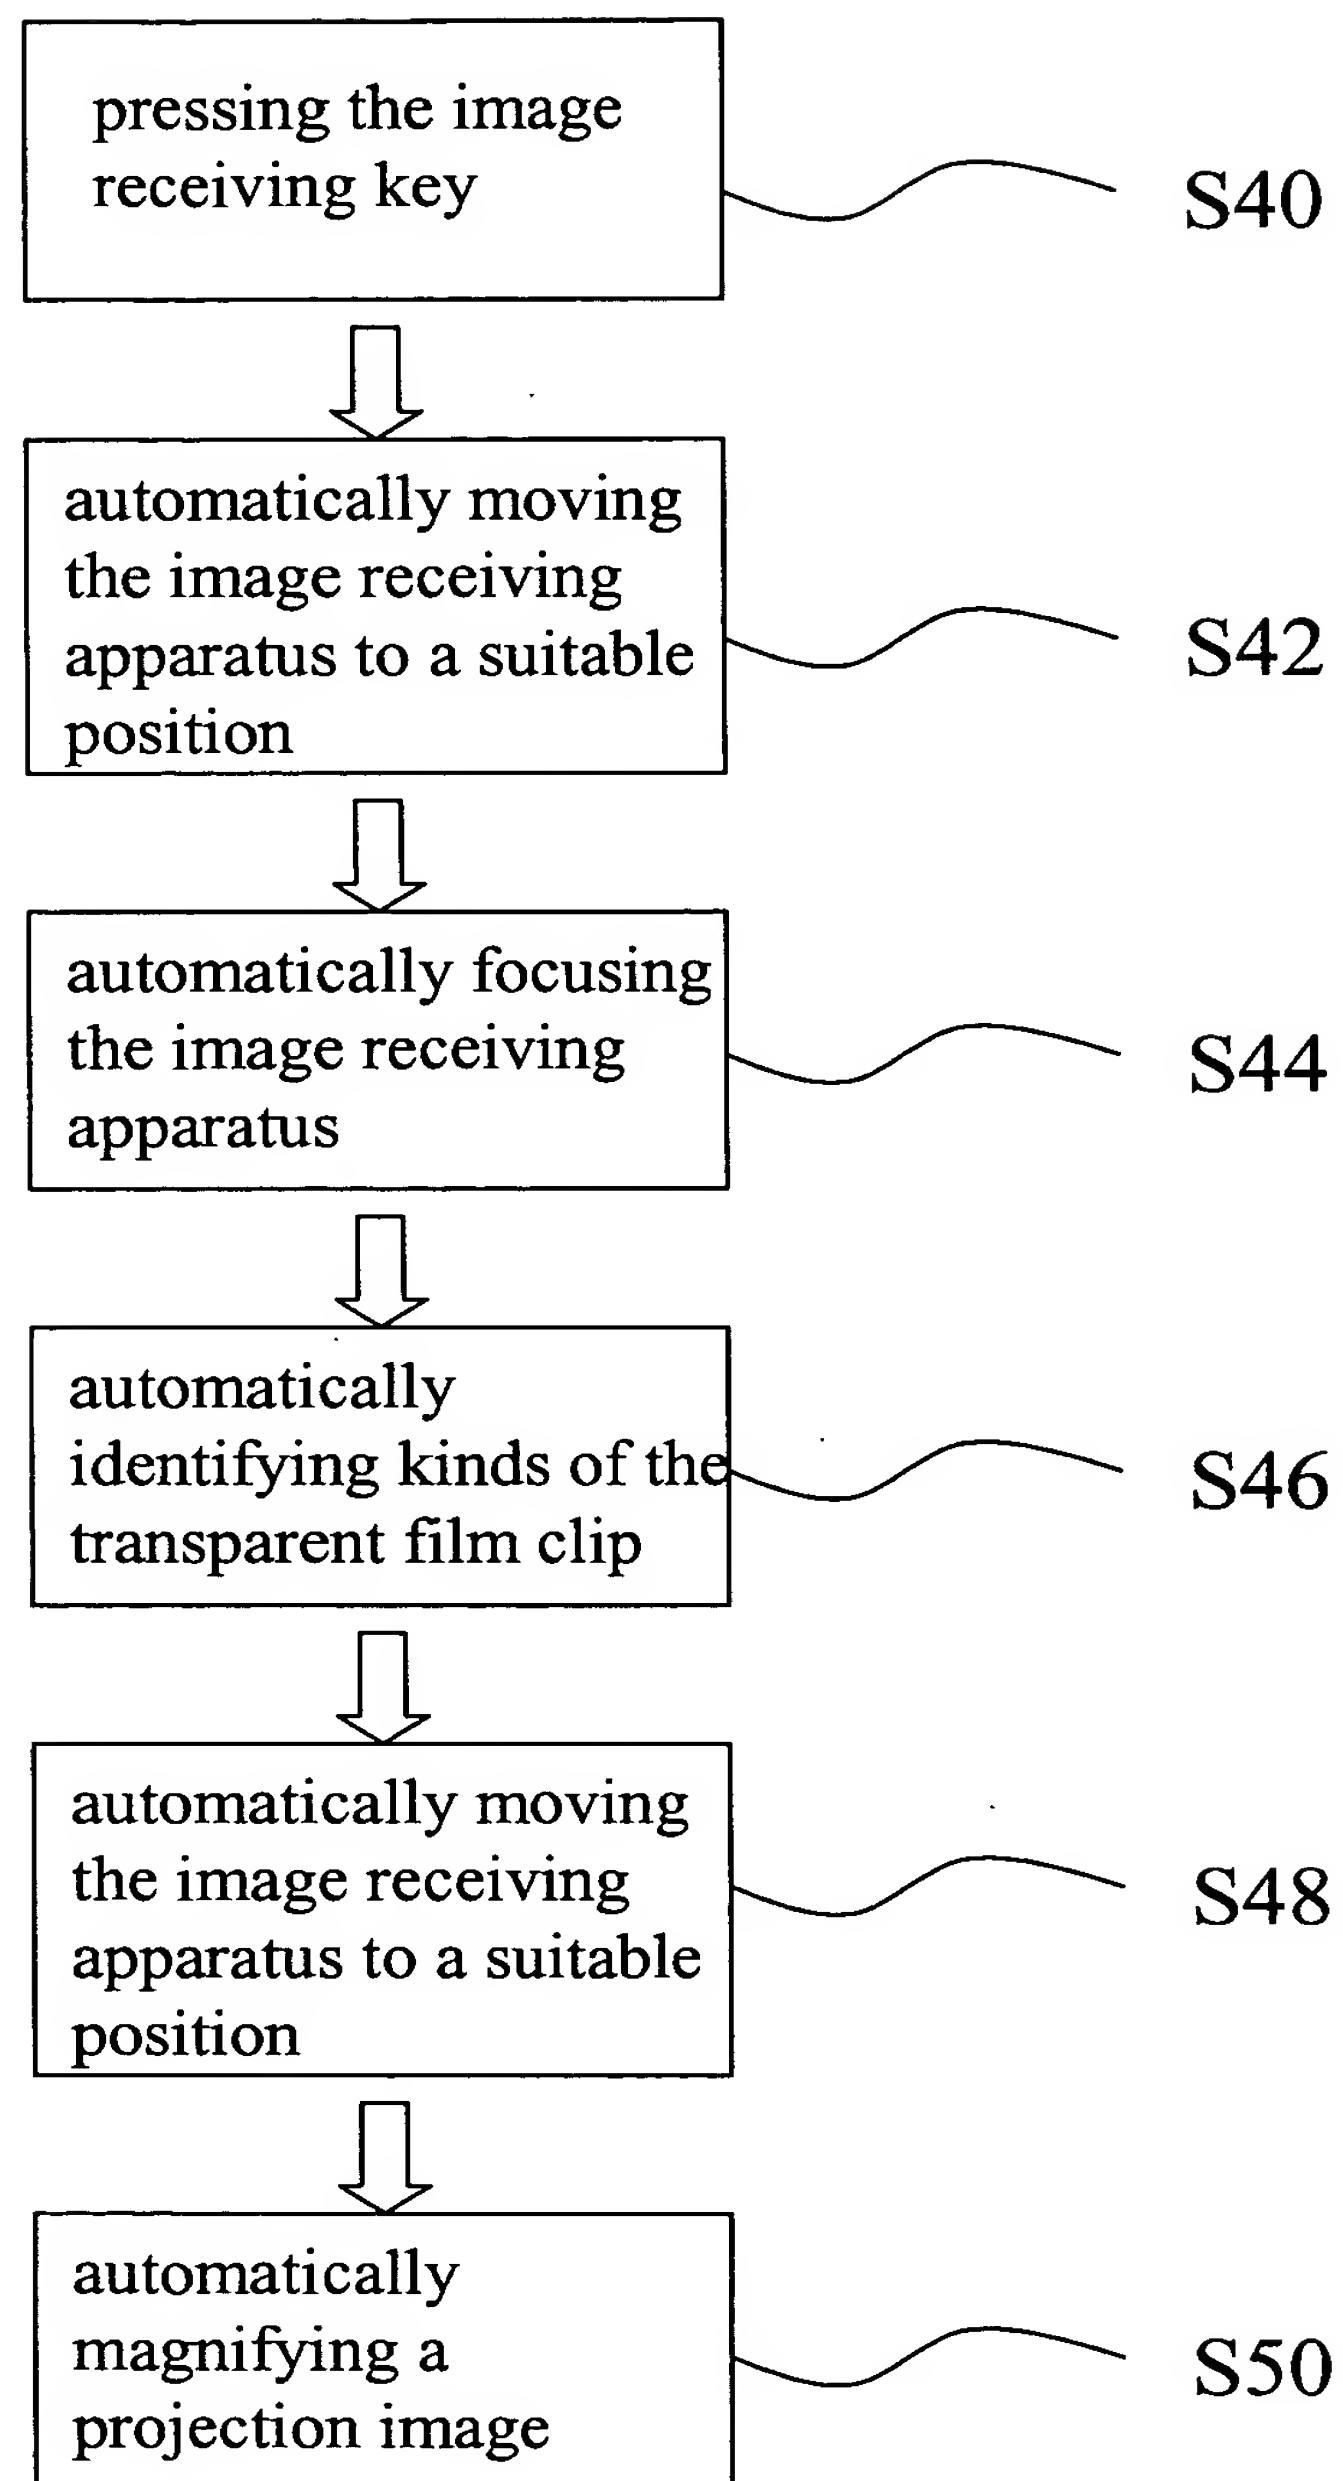 pressing the image
receiving key
S40
automatically moving
the image receiving
apparatus to a suitable
position
S42
automatically focusing
the image receiving
apparatus
S44
automatically
identifying kinds of the
transparent film clip
S46
automatically moving
the image receiving
apparatus to a suitable
position
S48
automatically
magnifying a
projection image
S50